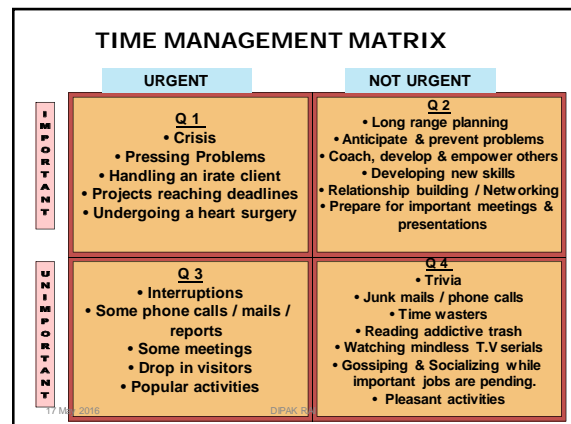 TIME MANAGEMENT MATRIX
URGENT
NOT URGENT
IMPORTANT
Q 1
• Crisis
• Pressing Problems
• Handling an irate client
• Projects reaching deadlines
• Undergoing a heart surgery
Q 2
• Long range planning
• Anticipate & prevent problems
• Coach, develop & empower others
• Developing new skills
• Relationship building / Networking
• Prepare for important meetings &
presentations
UNIMPORTANT
Q 3
• Interruptions
• Some phone calls / mails /
reports
• Some meetings
• Drop in visitors
• Popular activities
Q 4
• Trivia
• Junk mails / phone calls
• Time wasters
• Reading addictive trash
• Watching mindless T.V serials
• Gossiping & Socializing while
important jobs are pending.
• Pleasant activities
17 May 2016
DIPAK